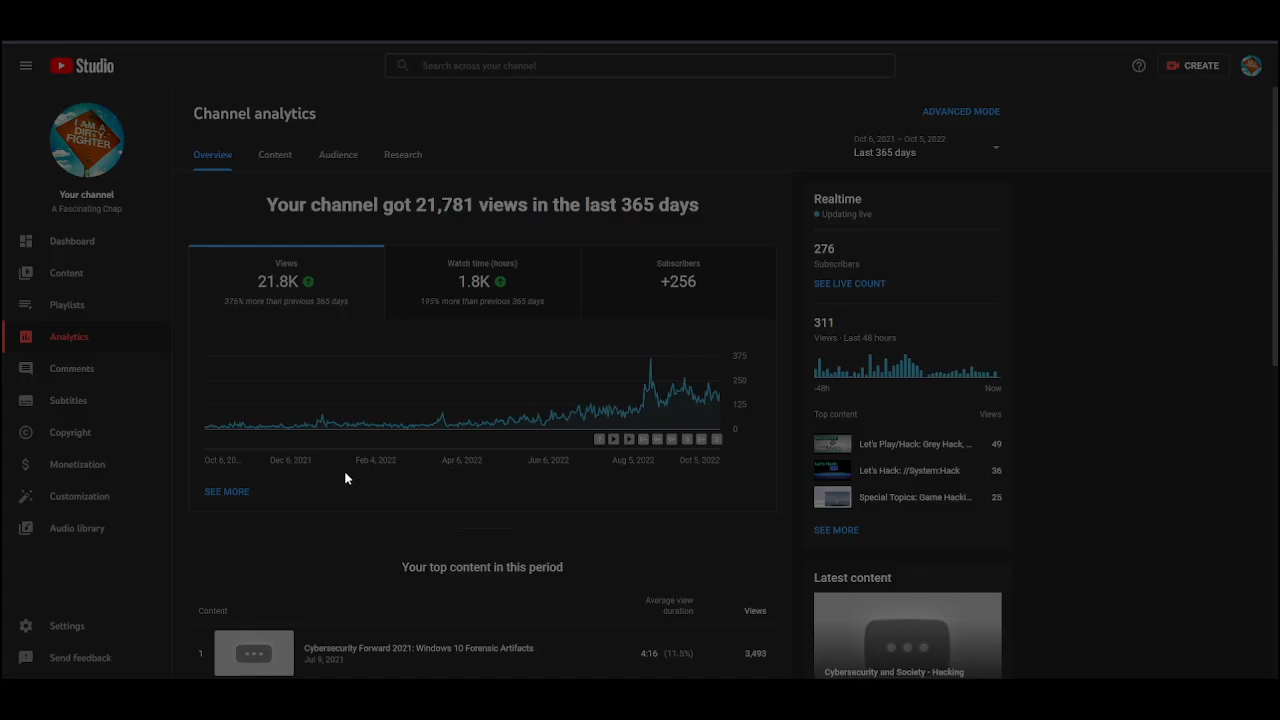 Studio
Search across your channel
CREATE
I AM A
DIRTY
FIGHTER
Your channel
A Fascinating Chap
Dashboard
Content
Playlists
Analytics
Comments
Subtitles
Copyright
Monetization
Customization
Audio library
Settings
Send feedback
Channel analytics
ADVANCED MODE
Overview
Content
Audience
Research
Oct 6, 2021 – Oct 5, 2022
Last 365 days
Your channel got 21,781 views in the last 365 days
Views
21.8K
376% more than previous 365 days
Watch time (hours)
1.8K
195% more than previous 365 days
Subscribers
+256
375
250
125
0
Oct 6, 20...
Dec 6, 2021
Feb 4, 2022
Apr 6, 2022
Jun 6, 2022
Aug 5, 2022
Oct 5, 2022
SEE MORE
Your top content in this period
Content
Average view
duration
Views
1
Cybersecurity Forward 2021: Windows 10 Forensic Artifacts
Jul 9, 2021
4:16 (11.5%)
3,493
Realtime
Updating live
276
Subscribers
SEE LIVE COUNT
311
Views · Last 48 hours
-48h
Now
Top content
Views
Let's Play/Hack: Grey Hack, ...
49
Let's Hack: //System:Hack
36
Special Topics: Game Hacki...
25
SEE MORE
Latest content
Cybersecurity and Society - Hacking